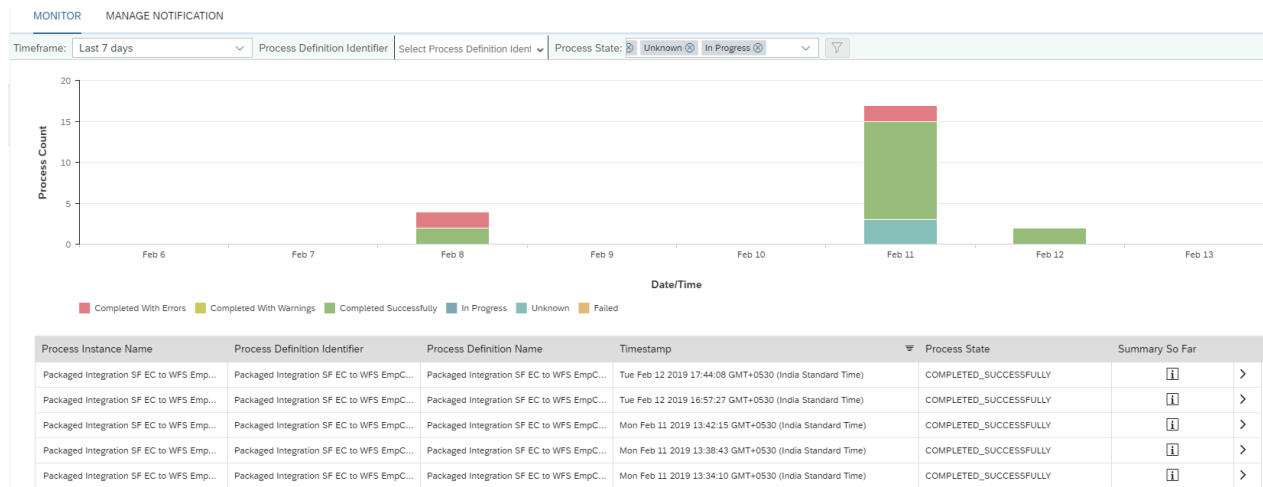 MONITOR MANAGE NOTIFICATION
Timeframe: Last 7 days Process Definition Identifier Select Process Definition Ident Process State: Unknown In Progress
20
15
10
5
0
Process Count
Feb 6 Feb 7 Feb 8 Feb 9 Feb 10 Feb 11 Feb 12 Feb 13
Date/Time
Completed With Errors Completed With Warnings Completed Successfully In Progress Unknown Failed
Process Instance Name Process Definition Identifier Process Definition Name Timestamp Process State Summary So Far
Packaged Integration SF EC to WFS Emp... Packaged Integration SF EC to WFS EmpC... Packaged Integration SF EC to WFS EmpC... Tue Feb 12 2019 17:44:08 GMT+0530 (India Standard Time) COMPLETED_SUCCESSFULLY i
Packaged Integration SF EC to WFS Emp... Packaged Integration SF EC to WFS EmpC... Packaged Integration SF EC to WFS EmpC... Tue Feb 12 2019 16:57:27 GMT+0530 (India Standard Time) COMPLETED_SUCCESSFULLY i
Packaged Integration SF EC to WFS Emp... Packaged Integration SF EC to WFS EmpC... Packaged Integration SF EC to WFS EmpC... Mon Feb 11 2019 13:42:15 GMT+0530 (India Standard Time) COMPLETED_SUCCESSFULLY i
Packaged Integration SF EC to WFS Emp... Packaged Integration SF EC to WFS EmpC... Packaged Integration SF EC to WFS EmpC... Mon Feb 11 2019 13:38:43 GMT+0530 (India Standard Time) COMPLETED_SUCCESSFULLY i
Packaged Integration SF EC to WFS Emp... Packaged Integration SF EC to WFS EmpC... Packaged Integration SF EC to WFS EmpC... Mon Feb 11 2019 13:34:10 GMT+0530 (India Standard Time) COMPLETED_SUCCESSFULLY i